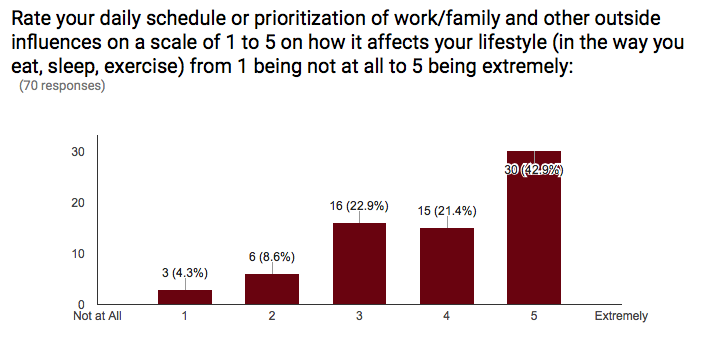 Rate your daily schedule or prioritization of work/family and other outside
influences on a scale of 1 to 5 on how it affects your lifestyle (in the way you
eat, sleep, exercise) from 1 being not at all to 5 being extremely:
(70 responses)
30
30 (42.9%)
20
16 (22.9%)
15 (21.4%)
10
6 (8.6%)
3 (4.3%)
0
Not at All 1 2 3 4 5 Extremely